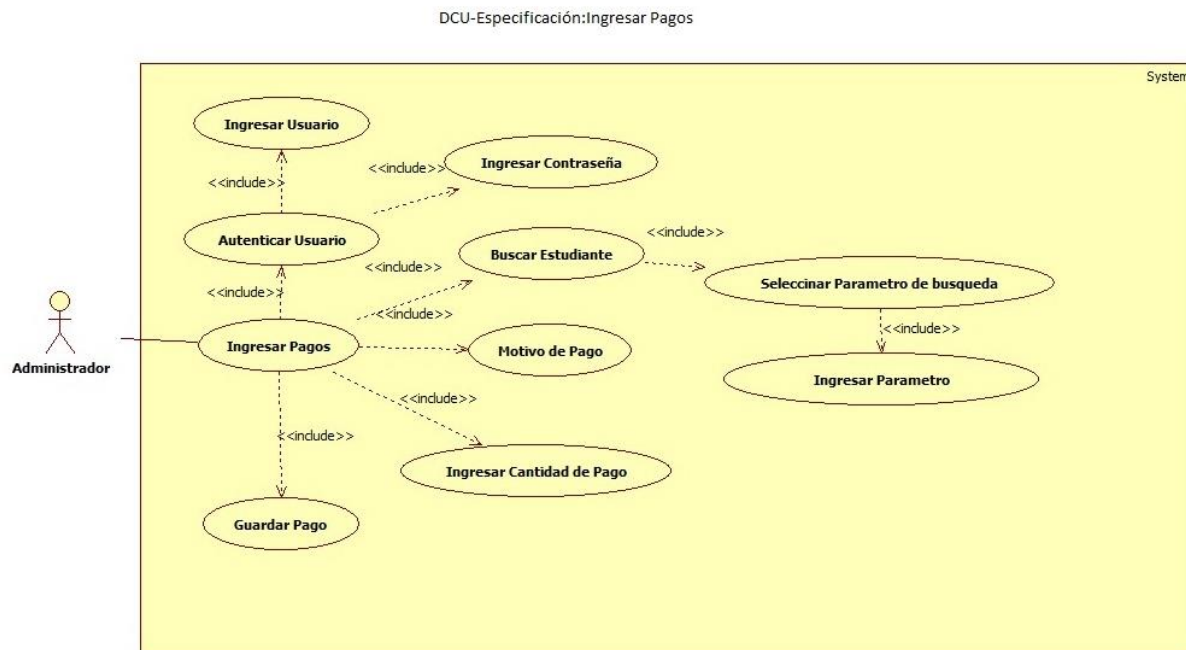 DCU-Especificación:Ingresar Pagos
System
Ingresar Usuario
<<include>>
Ingresar Contraseña
<<include>>
Autenticar Usuario
Buscar Estudiante
<<include>>
Seleccinar Parametro de busqueda
<<include>>
<<include>>
<<include>>
<<include>>
Ingresar Pagos
Motivo de Pago
Administrador
Ingresar Parametro
<<include>>
<<include>>
Ingresar Cantidad de Pago
Guardar Pago